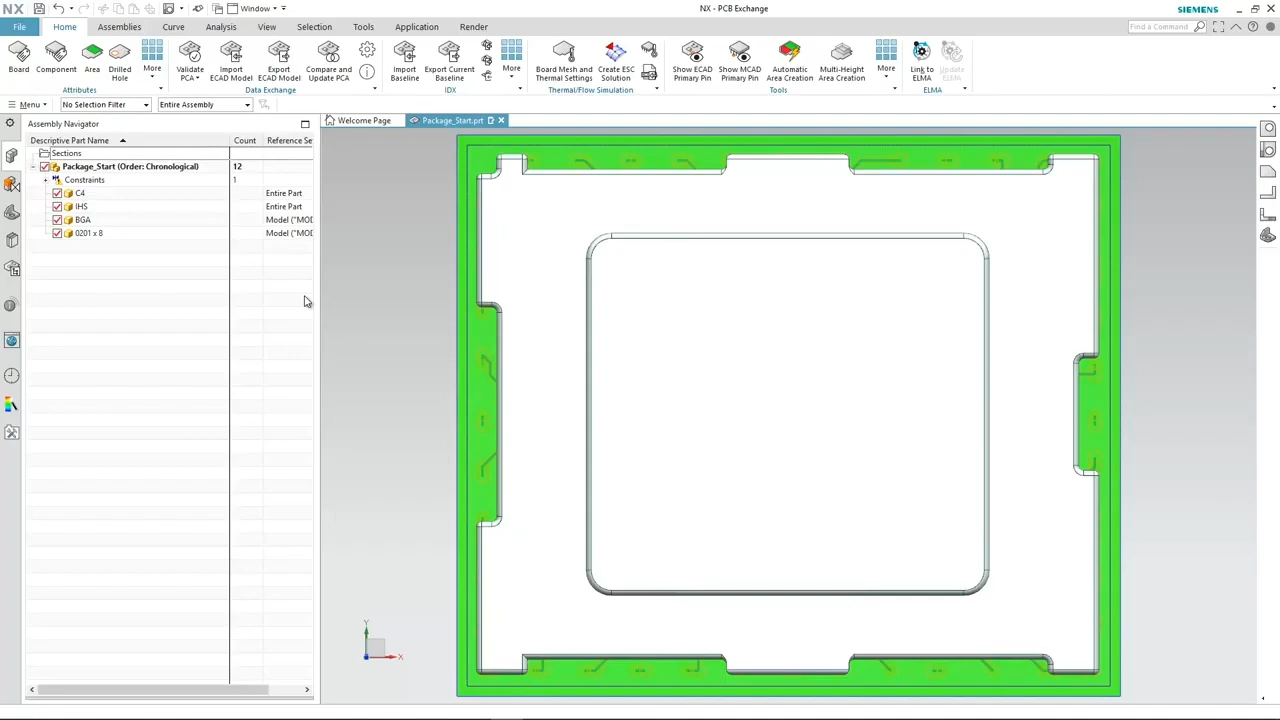 NX
Window
NX - PCB Exchange
SIEMENS
File
Home
Assemblies
Curve
Analysis
View
Selection
Tools
Application
Render
Find a Command
Board
Component
Area
Drilled Hole
More
Validate PCA
Import ECAD Model
Export ECAD Model
Compare and Update PCA
Import Baseline
Export Current Baseline
More
Board Mesh and Thermal Settings
Create ESC Solution
Show ECAD Primary Pin
Show MCAD Primary Pin
Automatic Area Creation
Multi-Height Area Creation
More
Link to ELMA
Update ELMA
Attributes
Data Exchange
IDX
Thermal/Flow Simulation
Tools
ELMA
Menu
No Selection Filter
Entire Assembly
Assembly Navigator
Welcome Page
Package_Start.prt
Descriptive Part Name
Count
Reference Se
Sections
Package_Start (Order: Chronological)
12
Constraints
1
C4
Entire Part
IHS
Entire Part
BGA
Model ("MOD
0201 x 8
Model ("MOD
Y
X